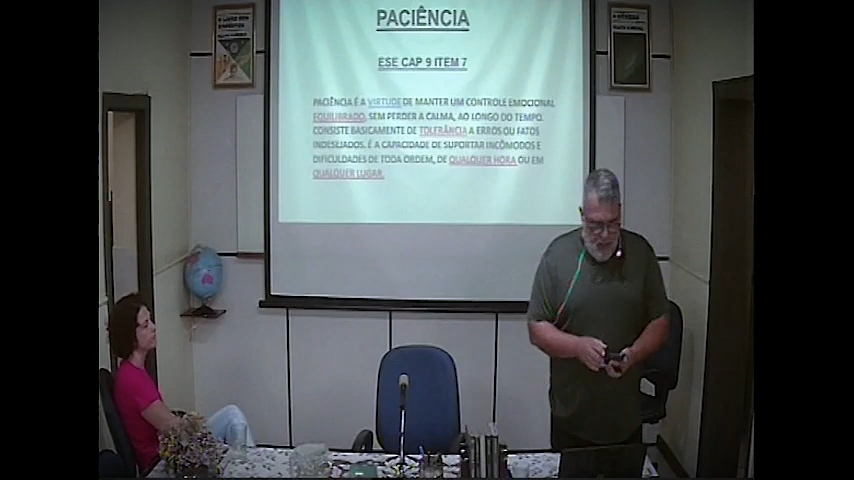 PACIÊNCIA
ESE CAP 9 ITEM 7
PACIÊNCIA É A VIRTUDE DE MANTER UM CONTROLE EMOCIONAL
EQUILIBRADO, SEM PERDER A CALMA, AO LONGO DO TEMPO.
CONSISTE BASICAMENTE DE TOLERÂNCIA A ERROS OU FATOS
INDESEJADOS. É A CAPACIDADE DE SUPORTAR INCÔMODOS E
DIFICULDADES DE TODA ORDEM, DE QUALQUER HORA OU EM
QUALQUER LUGAR.